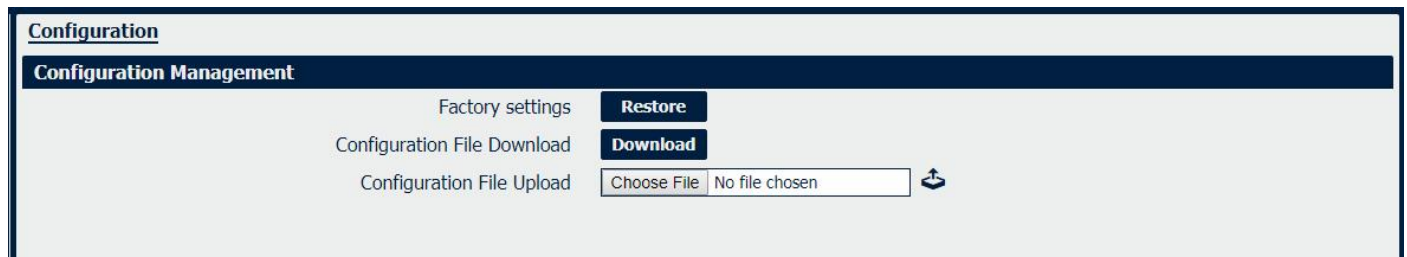 Configuration
Configuration Management
Factory settings Restore
Configuration File Download Download
Configuration File Upload Choose File No file chosen